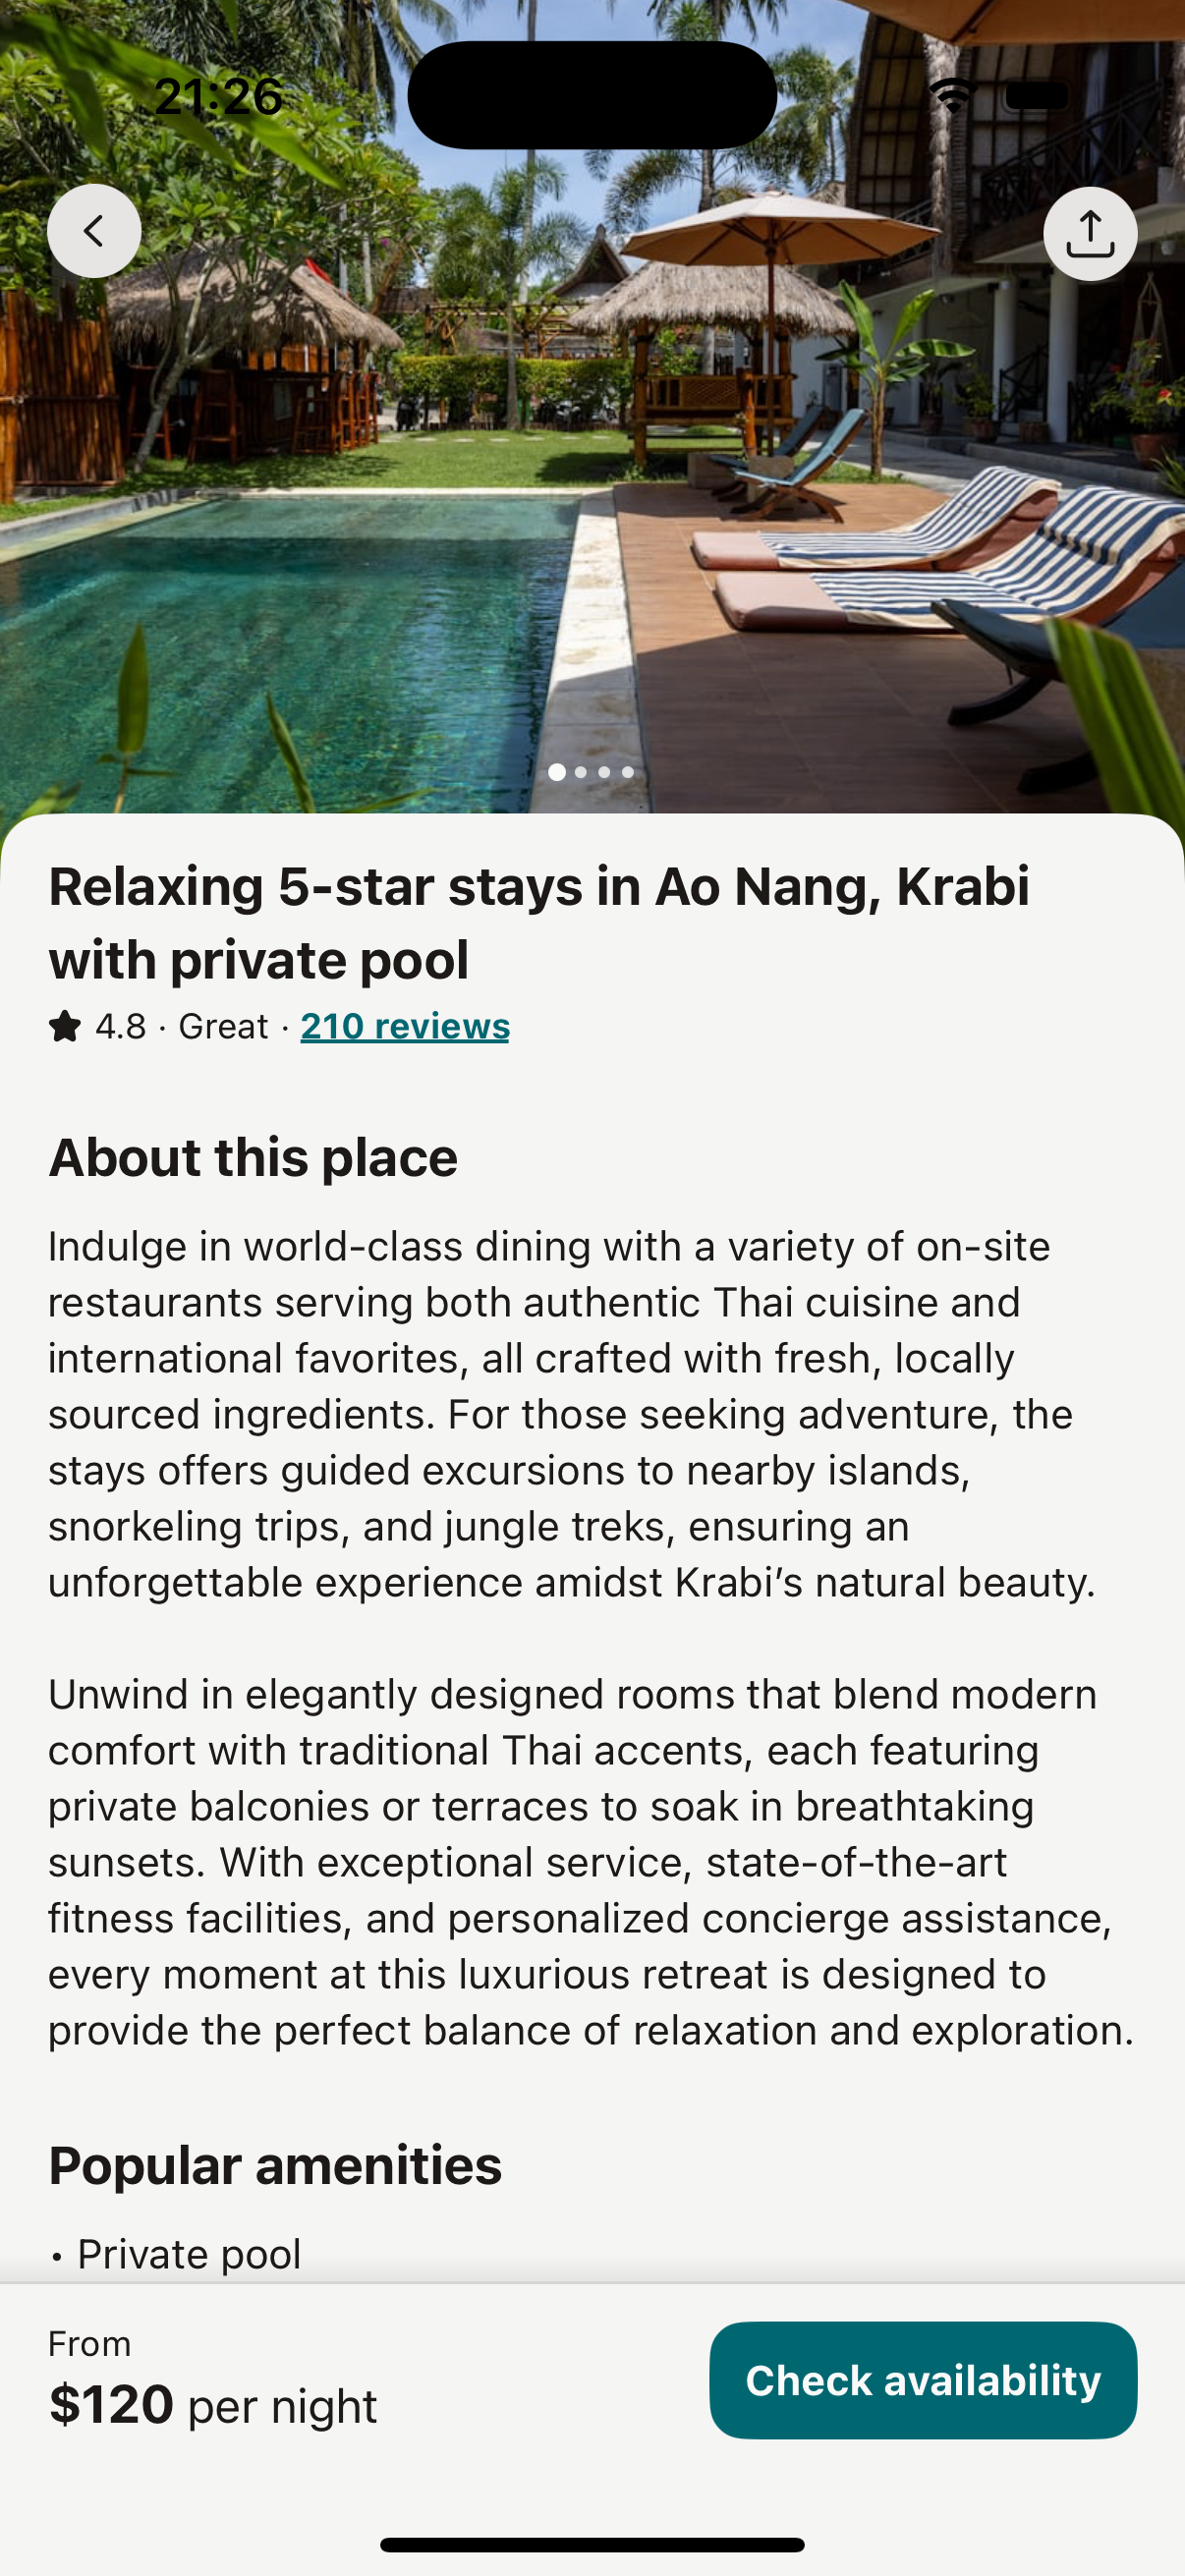 21:26
Relaxing 5-star stays in Ao Nang, Krabi
with private pool
4.8 · Great · 210 reviews
About this place
Indulge in world-class dining with a variety of on-site
restaurants serving both authentic Thai cuisine and
international favorites, all crafted with fresh, locally
sourced ingredients. For those seeking adventure, the
stays offers guided excursions to nearby islands,
snorkeling trips, and jungle treks, ensuring an
unforgettable experience amidst Krabi’s natural beauty.
Unwind in elegantly designed rooms that blend modern
comfort with traditional Thai accents, each featuring
private balconies or terraces to soak in breathtaking
sunsets. With exceptional service, state-of-the-art
fitness facilities, and personalized concierge assistance,
every moment at this luxurious retreat is designed to
provide the perfect balance of relaxation and exploration.
Popular amenities
• Private pool
From
$120 per night
Check availability